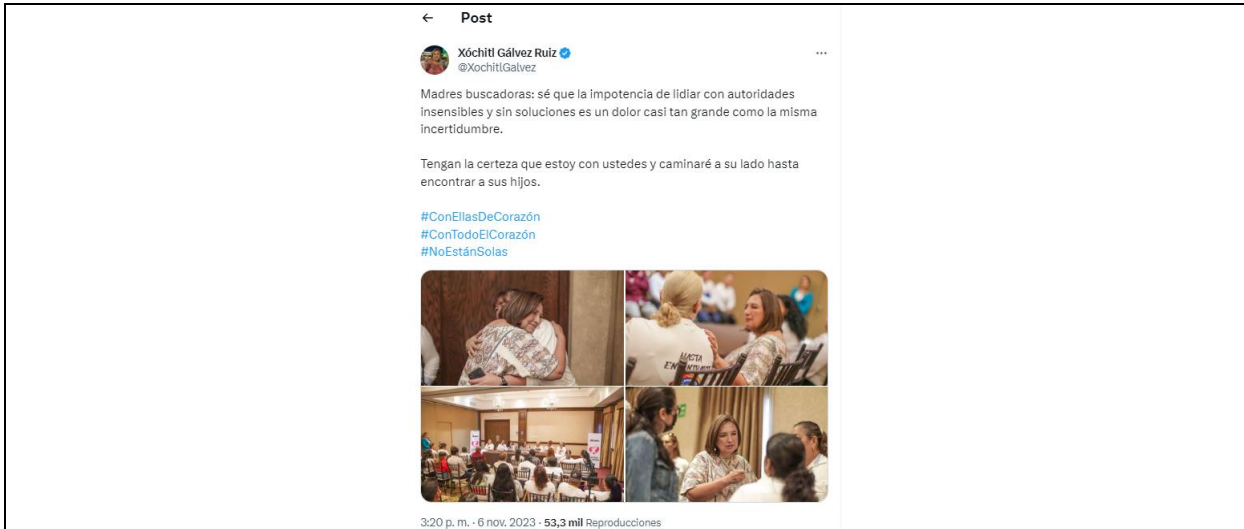 ← Post
Xóchitl Gálvez Ruiz
@XochitlGalvez
Madres buscadoras: sé que la impotencia de lidiar con autoridades
insensibles y sin soluciones es un dolor casi tan grande como la misma
incertidumbre.
Tengan la certeza que estoy con ustedes y caminaré a su lado hasta
encontrar a sus hijos.
#ConEllasDeCorazón
#ConTodoElCorazón
#NoEstánSolas
HASTA
3:20 p. m. · 6 nov. 2023 · 53,3 mil Reproducciones